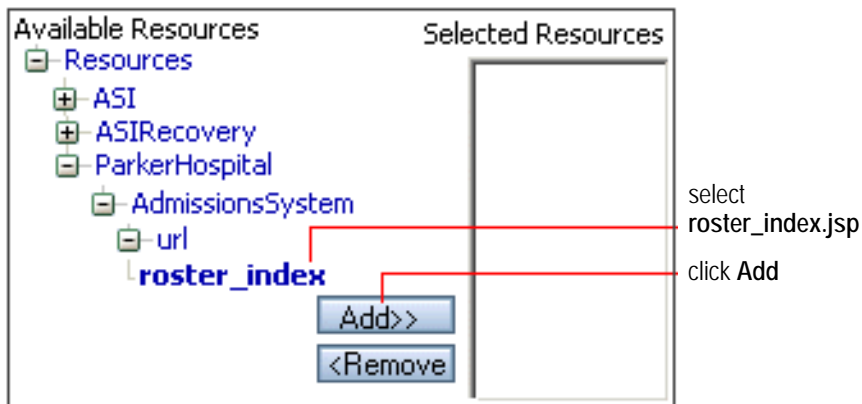 Available Resources
Selected Resources
Resources
ASI
ASIRecovery
ParkerHospital
AdmissionsSystem
url
roster_index
Add>>
<Remove
select
roster_index.jsp
click Add